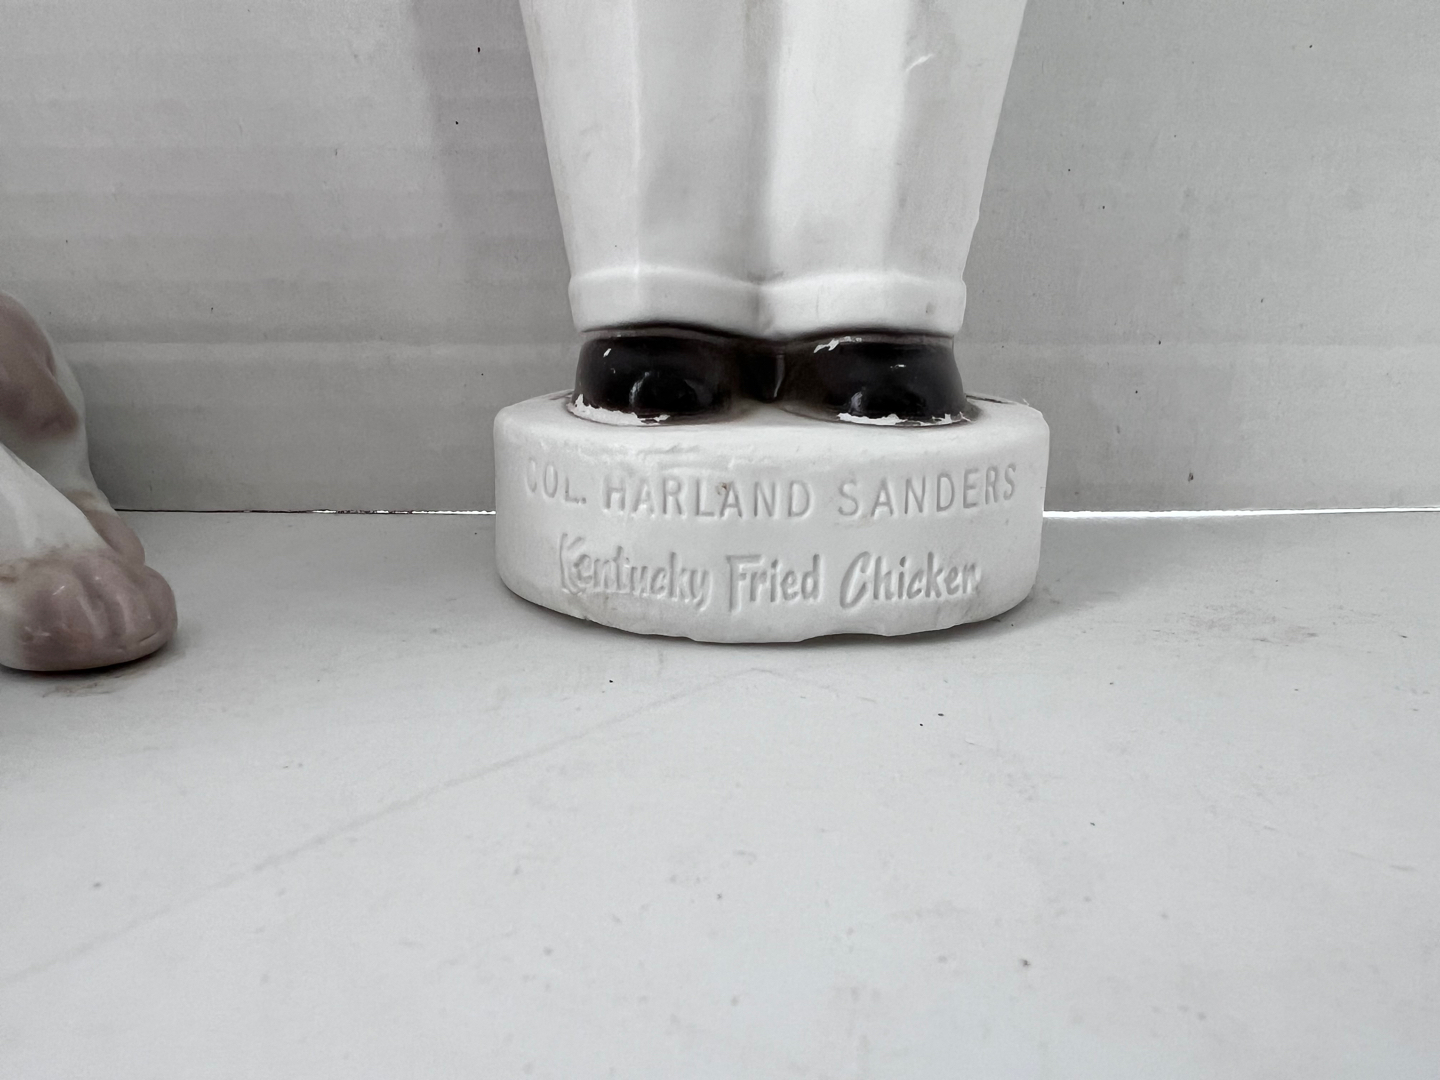 COL. HARLAND SANDERS
Kentucky Fried Chicken